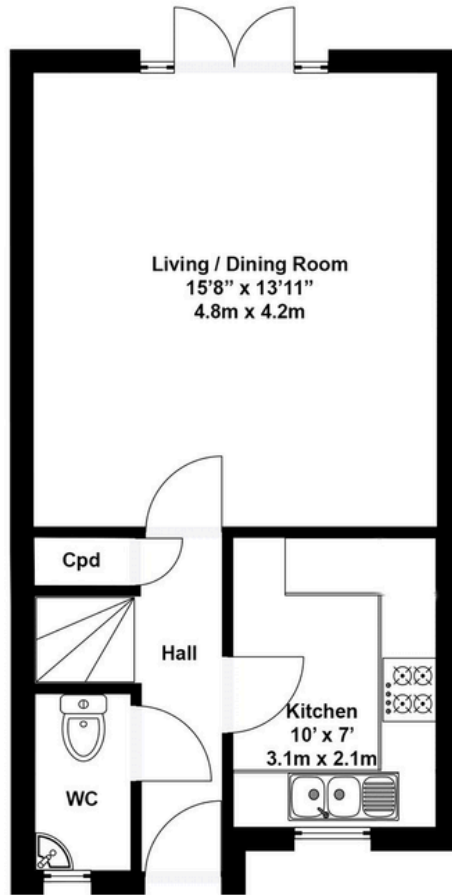 Living / Dining Room
15’8” x 13’11”
4.8m x 4.2m
Cpd
Hall
Kitchen
10’ x 7’
3.1m x 2.1m
WC